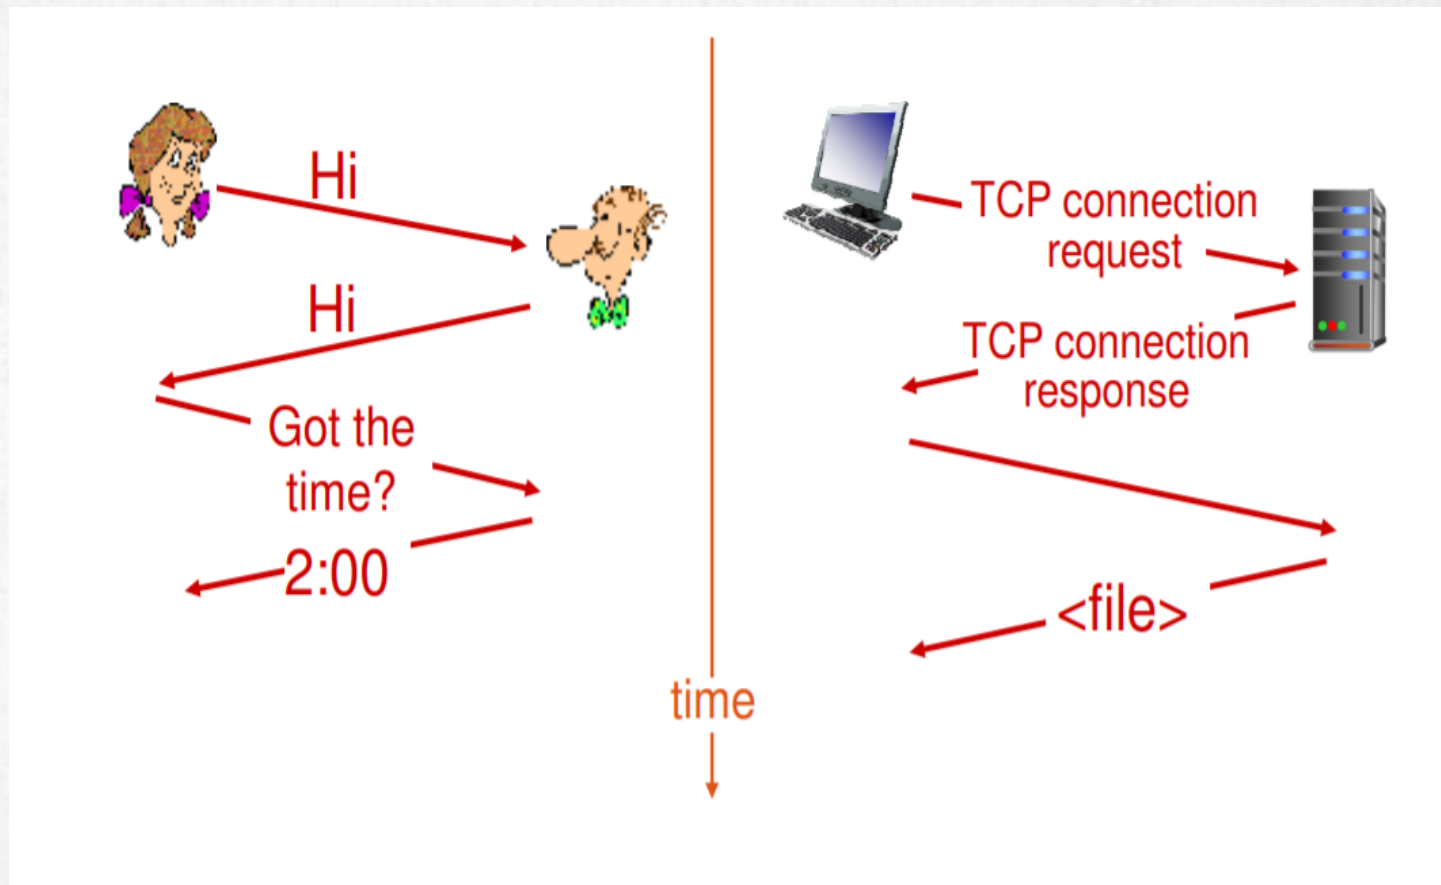 Hi
Hi
Got the
time?
2:00
TCP connection
request
TCP connection
response
<file>
time